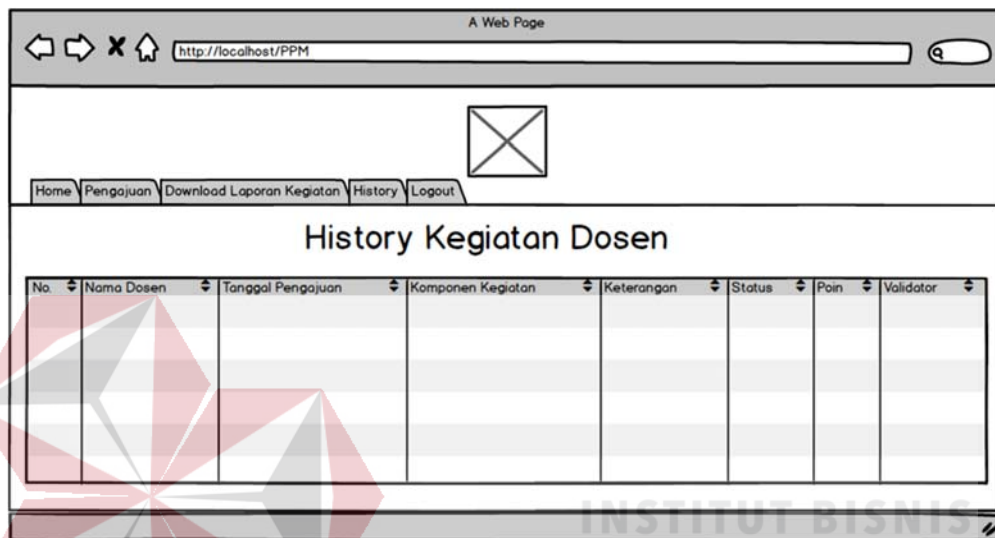 A Web Page
http://localhost/PPM
Home Pengajuan Download Laporan Kegiatan History Logout
History Kegiatan Dosen
No. Nama Dosen Tanggal Pengajuan Komponen Kegiatan Keterangan Status Poin Validator
INSTITUT BISNIS